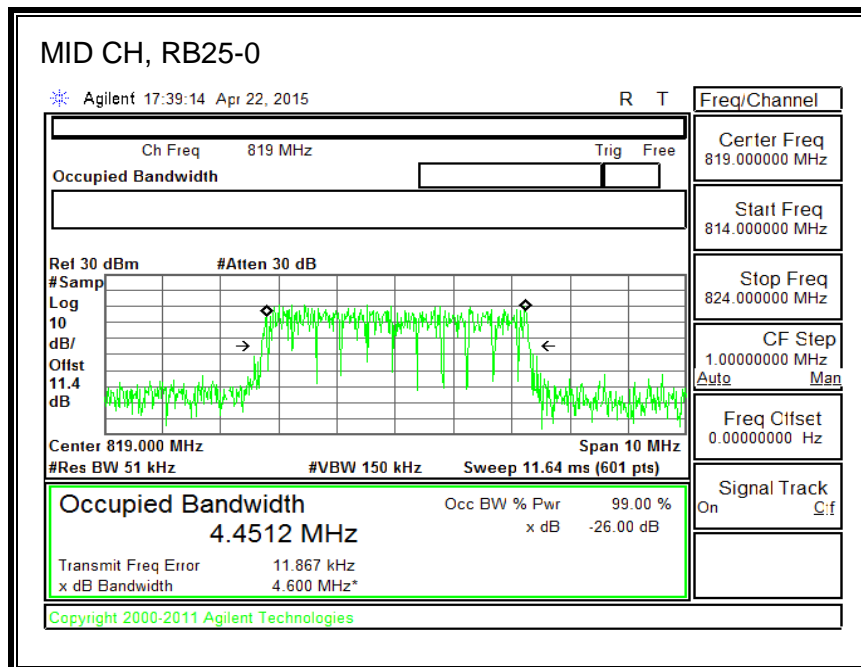 MID CH, RB25-0
Agilent 17:39:14 Apr 22, 2015 R T
Freq/Channel
Ch Freq 819 MHz Trig Free
Occupied Bandwidth
Center Freq
819.000000 MHz
Start Freq
814.000000 MHz
Ref 30 dBm #Atten 30 dB
#Samp
Log
10
dB/
Offst
11.4
dB
Stop Freq
824.000000 MHz
CF Step
1.00000000 MHz
Auto Man
Freq Offset
0.00000000 Hz
Center 819.000 MHz Span 10 MHz
#Res BW 51 kHz #VBW 150 kHz Sweep 11.64 ms (601 pts)
Signal Track
On Off
Occupied Bandwidth
4.4512 MHz
Occ BW % Pwr 99.00 %
x dB -26.00 dB
Transmit Freq Error 11.867 kHz
x dB Bandwidth 4.600 MHz*
Copyright 2000-2011 Agilent Technologies